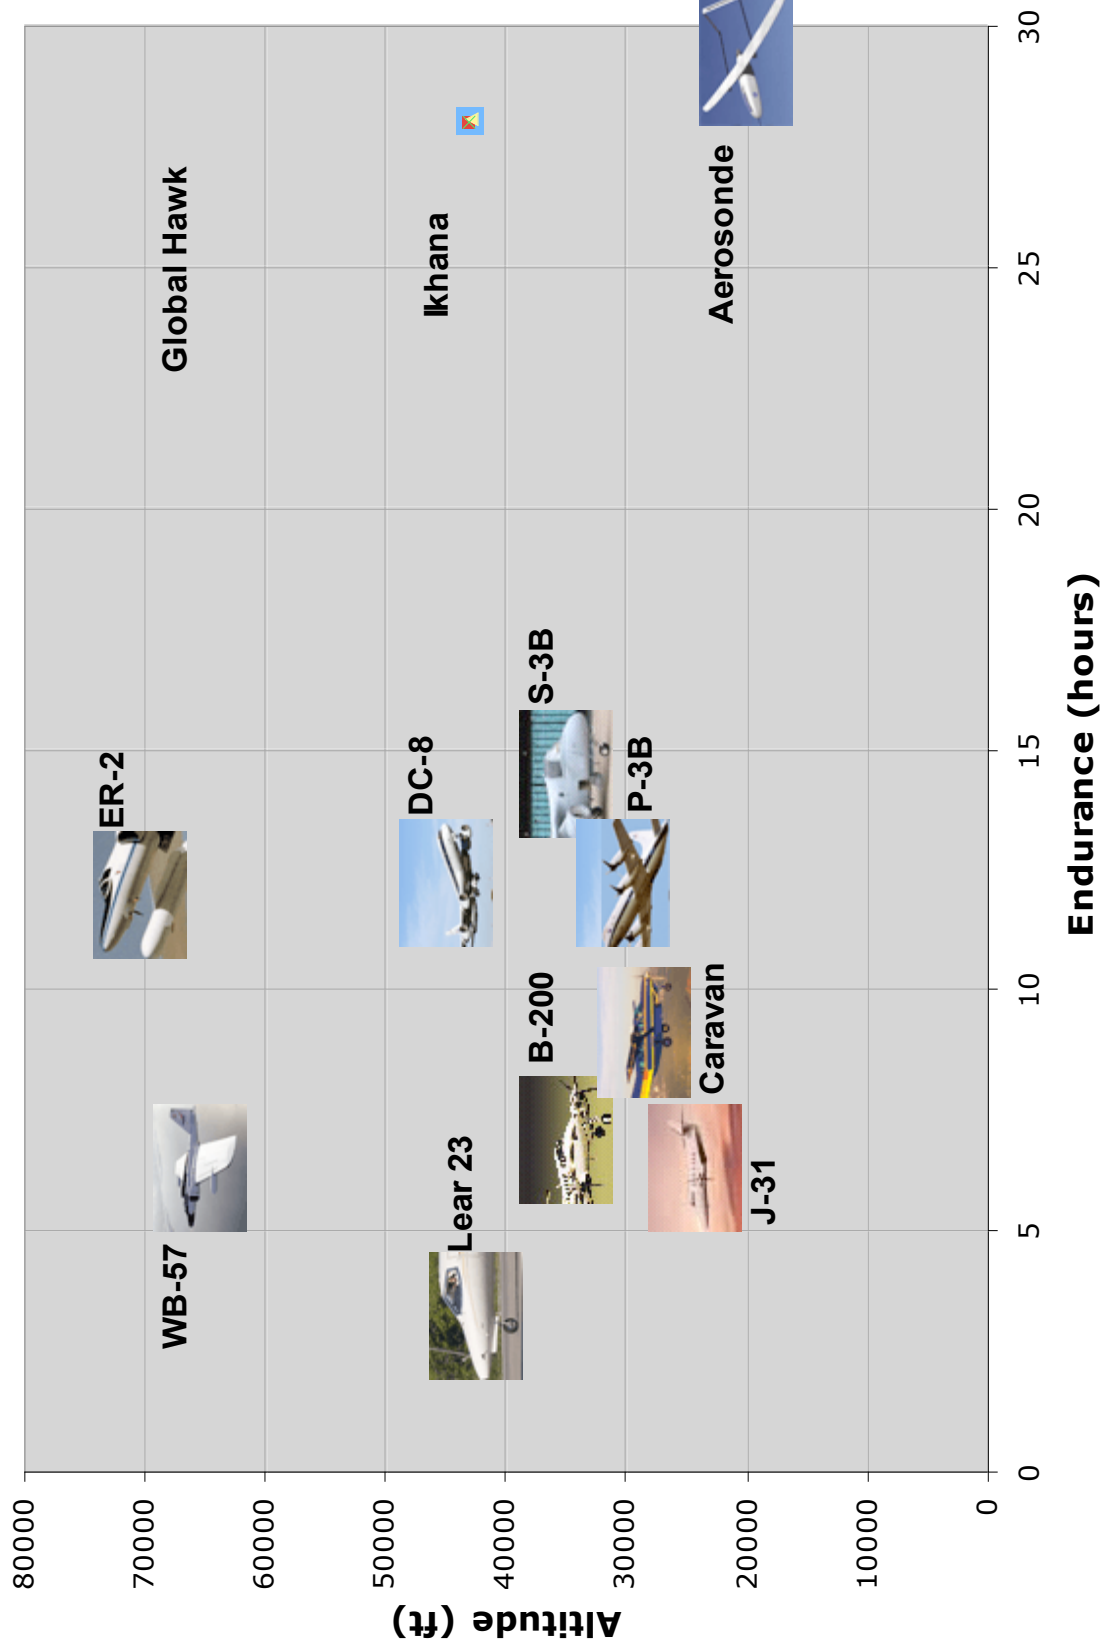 80000
70000
60000
50000
40000
30000
20000
10000
0
Altitude (ft)
ER-2
WB-57
Global Hawk
DC-8
Ikhana
Lear 23
B-200
S-3B
P-3B
Caravan
J-31
Aerosonde
0
5
10
15
20
25
30
Endurance (hours)